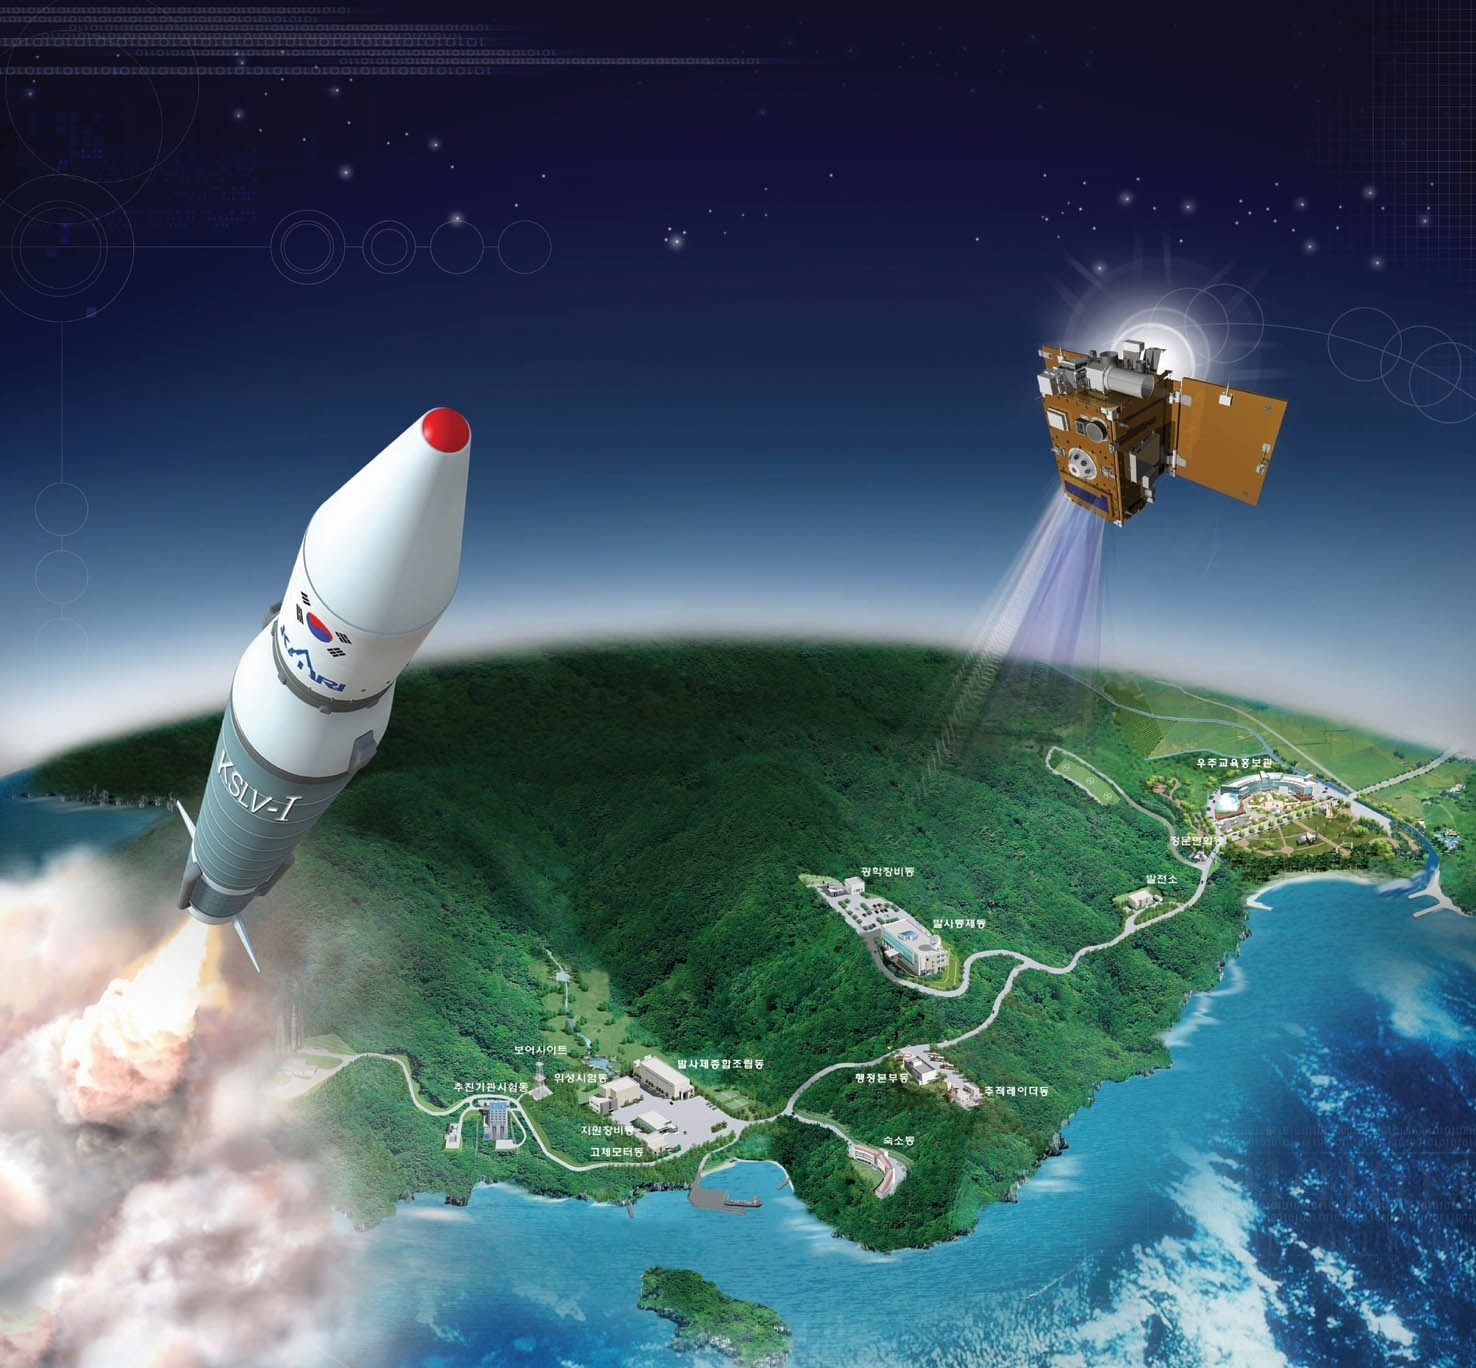 우주교육홍보관
정문면회소
광학장비동
발전소
발사통제동
KARI
KSLV-I
보어사이트
발사체종합조립동
위성시험동
행정본부동
추진기관시험동
추적레이더동
지원장비동
숙소동
고체모터동